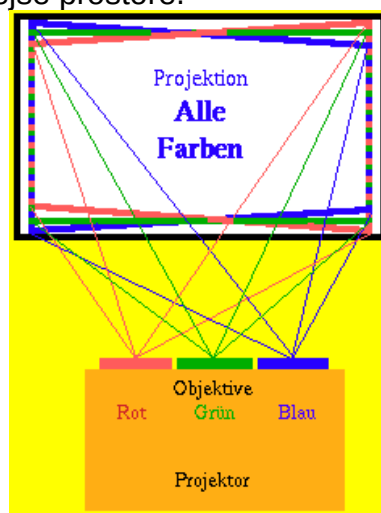 Projektion
Alle
Farben
Objektive
Rot Grün Blau
Projektor